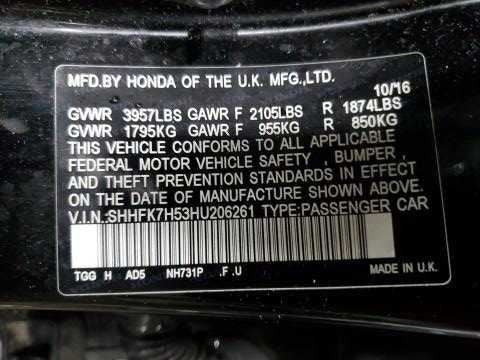 MFD.BY HONDA OF THE U.K. MFG.,LTD.
10/16
GVWR 3957LBS GAWR F 2105LBS R 1874LBS
GVWR 1795KG GAWR F 955KG R 850KG
THIS VEHICLE CONFORMS TO ALL APPLICABLE
FEDERAL MOTOR VEHICLE SAFETY , BUMPER,
AND THEFT PREVENTION STANDARDS IN EFFECT
ON THE DATE OF MANUFACTURE SHOWN ABOVE.
V.I.N.:SHHFK7H53HU206261 TYPE:PASSENGER CAR
TGG H AD5 NH731P .F .U MADE IN U.K.